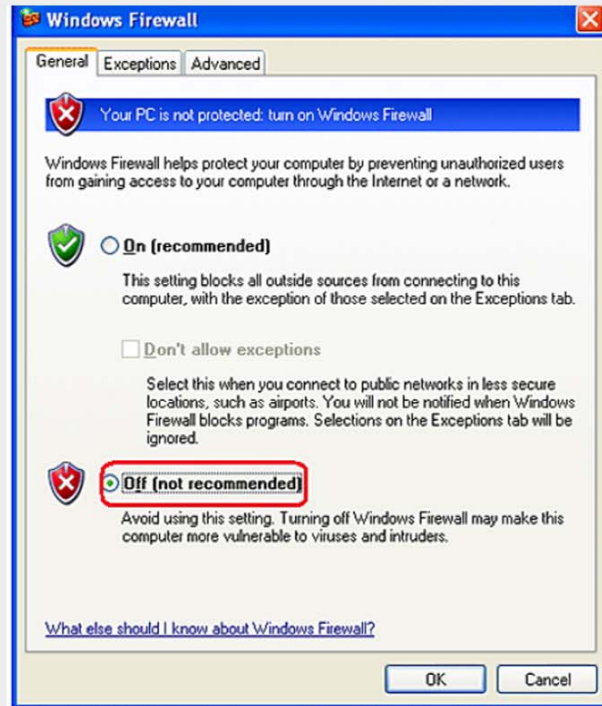 Windows Firewall
General
Exceptions
Advanced
Your PC is not protected: turn on Windows Firewall
Windows Firewall helps protect your computer by preventing unauthorized users
from gaining access to your computer through the Internet or a network.
On (recommended)
This setting blocks all outside sources from connecting to this
computer, with the exception of those selected on the Exceptions tab.
Don't allow exceptions
Select this when you connect to public networks in less secure
locations, such as airports. You will not be notified when Windows
Firewall blocks programs. Selections on the Exceptions tab will be
ignored.
Off (not recommended)
Avoid using this setting. Turning off Windows Firewall may make this
computer more vulnerable to viruses and intruders.
What else should I know about Windows Firewall?
OK
Cancel